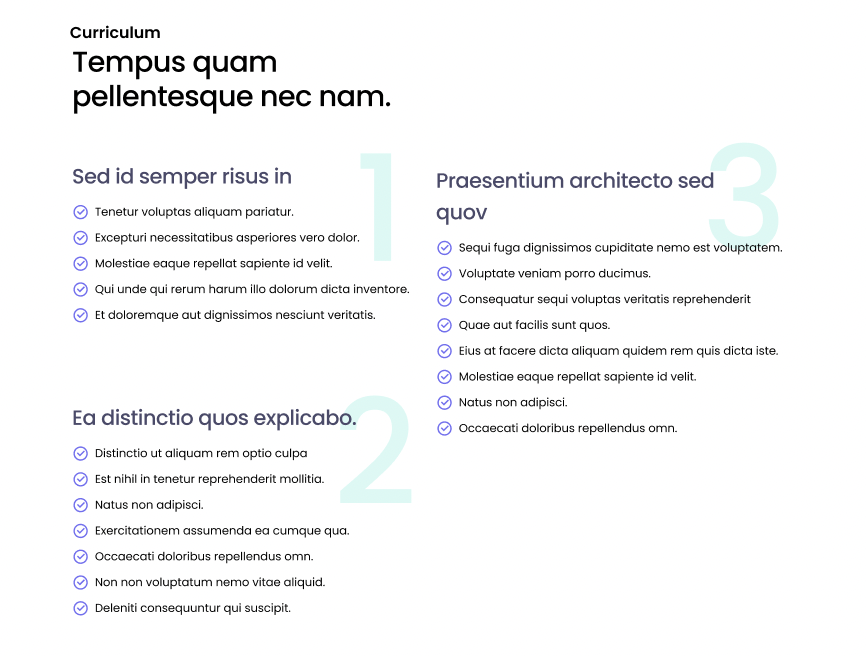 Curriculum
Tempus quam
pellentesque nec nam.
1
Sed id semper risus in
Tenetur voluptas aliquam pariatur.
Excepturi necessitatibus asperiores vero dolor.
Molestiae eaque repellat sapiente id velit.
Qui unde qui rerum harum illo dolorum dicta inventore.
Et doloremque aut dignissimos nesciunt veritatis.
2
Ea distinctio quos explicabo.
Distinctio ut aliquam rem optio culpa
Est nihil in tenetur reprehenderit mollitia.
Natus non adipisci.
Exercitationem assumenda ea cumque qua.
Occaecati doloribus repellendus omn.
Non non voluptatum nemo vitae aliquid.
Deleniti consequuntur qui suscipit.
3
Praesentium architecto sed
quov
Sequi fuga dignissimos cupiditate nemo est voluptatem.
Voluptate veniam porro ducimus.
Consequatur sequi voluptas veritatis reprehenderit
Quae aut facilis sunt quos.
Eius at facere dicta aliquam quidem rem quis dicta iste.
Molestiae eaque repellat sapiente id velit.
Natus non adipisci.
Occaecati doloribus repellendus omn.